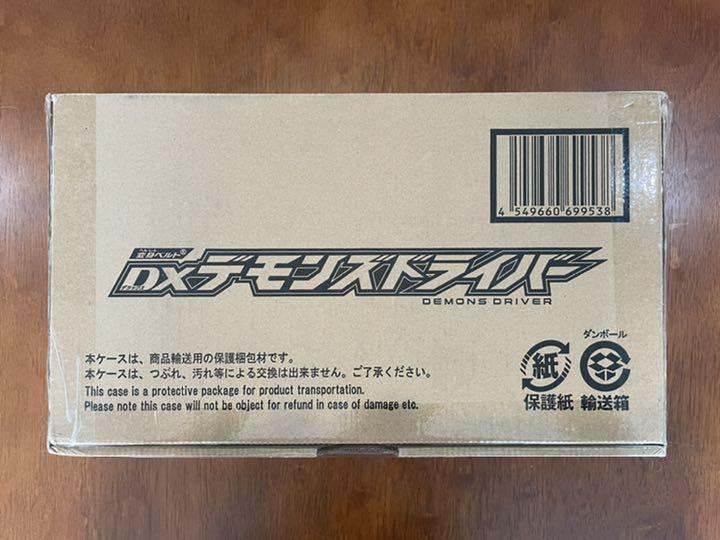 4 549660 699538
変身ベルト®
DXデモンズドライバー
DEMONS DRIVER
ダンボール
紙
保護紙 輸送箱
本ケースは、商品輸送用の保護梱包材です。
本ケースは、つぶれ、汚れ等による交換は出来ません。ご了承ください。
This case is a protective package for product transportation.
Please note this case will not be object for refund in case of damage etc.